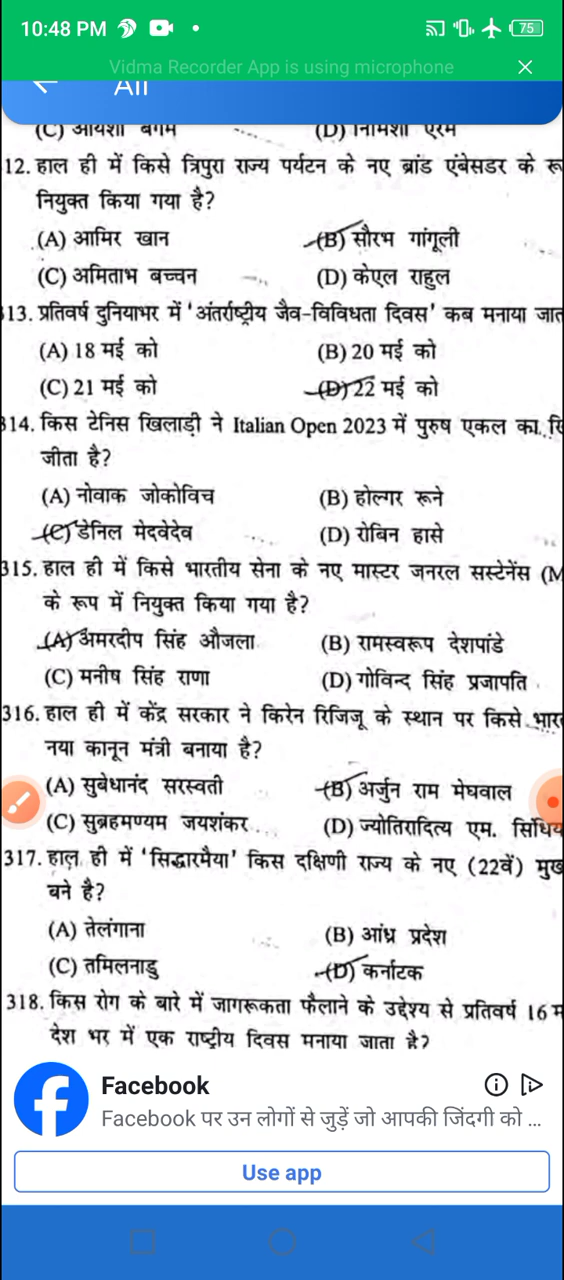 10:48 PM
75
Vidma Recorder App is using microphone
All
(C) आयशा बेगम (D) निमिशा एरम
12. हाल ही में किसे त्रिपुरा राज्य पर्यटन के नए ब्रांड एंबेसडर के रू
नियुक्त किया गया है?
(A) आमिर खान (B) सौरभ गांगूली
(C) अमिताभ बच्चन (D) केएल राहुल
313. प्रतिवर्ष दुनियाभर में 'अंतर्राष्ट्रीय जैव-विविधता दिवस' कब मनाया जात
(A) 18 मई को (B) 20 मई को
(C) 21 मई को (D) 22 मई को
314. किस टेनिस खिलाड़ी ने Italian Open 2023 में पुरुष एकल का खि
जीता है?
(A) नोवाक जोकोविच (B) होल्गर रूने
(C) डेनिल मेदवेदेव (D) रोबिन हासे
315. हाल ही में किसे भारतीय सेना के नए मास्टर जनरल सस्टेनेंस (M
के रूप में नियुक्त किया गया है?
(A) अमरदीप सिंह औजला (B) रामस्वरूप देशपांडे
(C) मनीष सिंह राणा (D) गोविन्द सिंह प्रजापति
316. हाल ही में केंद्र सरकार ने किरेन रिजिजू के स्थान पर किसे भार
नया कानून मंत्री बनाया है?
(A) सुबेधानंद सरस्वती (B) अर्जुन राम मेघवाल
(C) सुब्रहमण्यम जयशंकर (D) ज्योतिरादित्य एम. सिंधिय
317. हाल ही में 'सिद्धारमैया' किस दक्षिणी राज्य के नए (22वें) मुख
बने है?
(A) तेलंगाना (B) आंध्र प्रदेश
(C) तमिलनाडु (D) कर्नाटक
318. किस रोग के बारे में जागरूकता फैलाने के उद्देश्य से प्रतिवर्ष 16 म
देश भर में एक राष्ट्रीय दिवस मनाया जाता है?
Facebook
Facebook पर उन लोगों से जुड़ें जो आपकी जिंदगी को ...
Use app